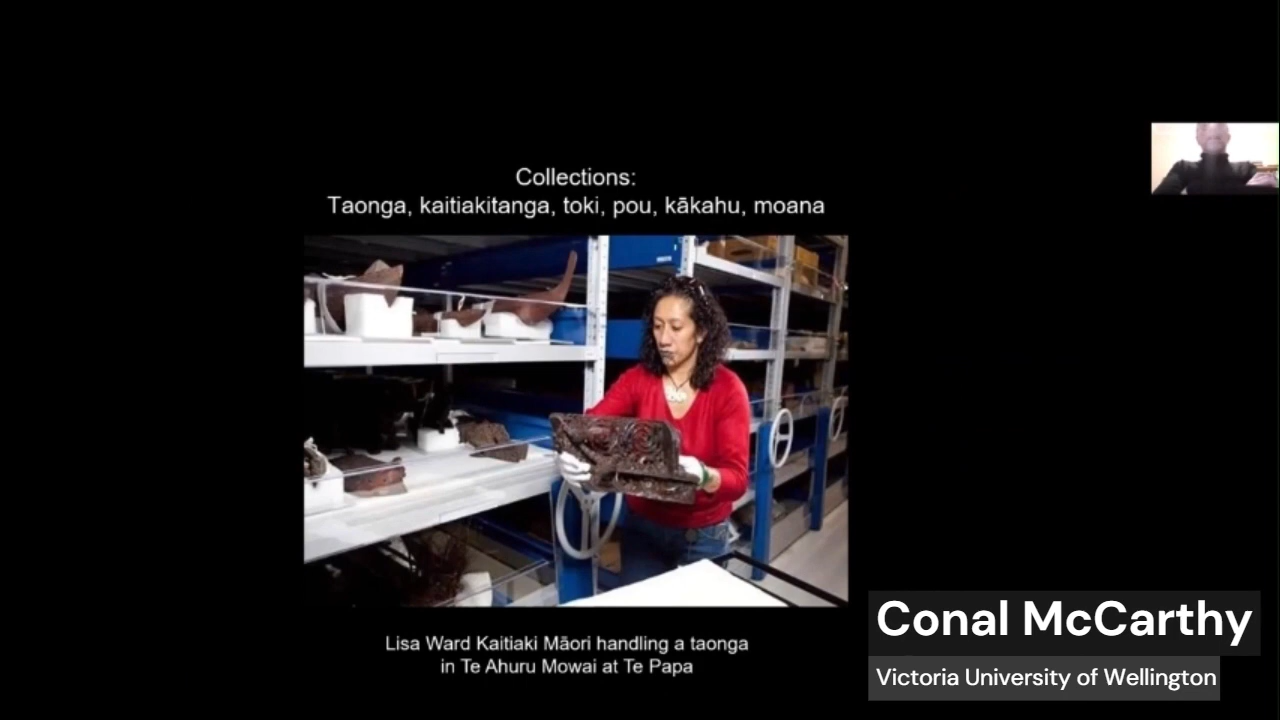 Collections:
Taonga, kaitiakitanga, toki, pou, kākahu, moana
Lisa Ward Kaitiaki Māori handling a taonga
in Te Ahuru Mowai at Te Papa
Conal McCarthy
Victoria University of Wellington